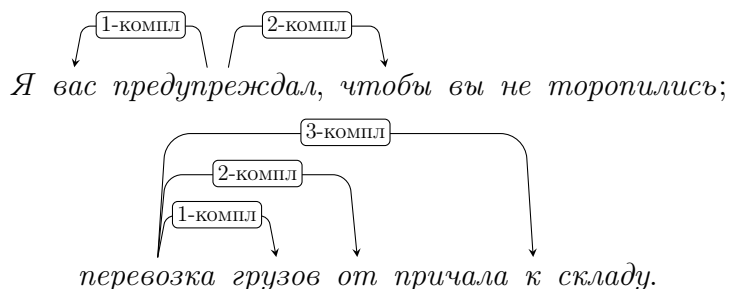 1-компл 2-компл
Я вас предупреждал, чтобы вы не торопились;
3-компл
2-компл
1-компл
перевозка грузов от причала к складу.